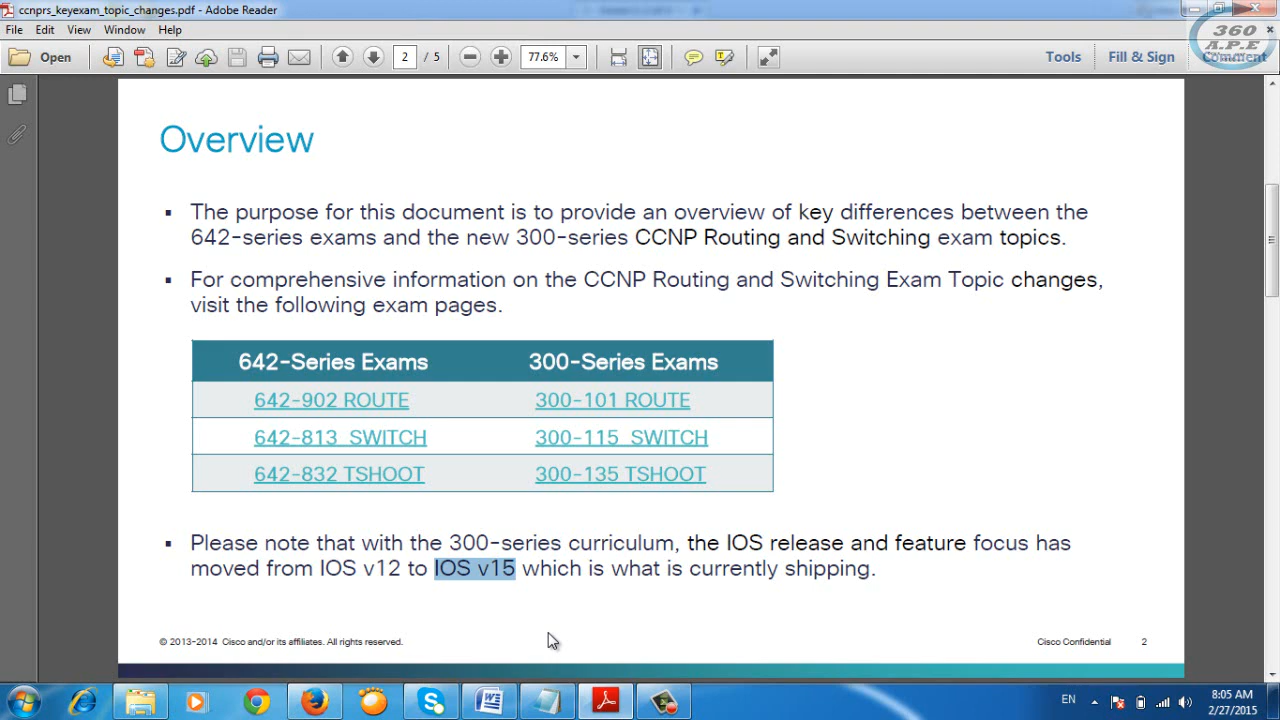 ccnprs_keyexam_topic_changes.pdf - Adobe Reader
File Edit View Window Help
360
A.P.E
Open 2 / 5 77.6% Tools Fill & Sign Comment
Overview
▪ The purpose for this document is to provide an overview of key differences between the
642-series exams and the new 300-series CCNP Routing and Switching exam topics.
▪ For comprehensive information on the CCNP Routing and Switching Exam Topic changes,
visit the following exam pages.
642-Series Exams 300-Series Exams
642-902 ROUTE 300-101 ROUTE
642-813 SWITCH 300-115 SWITCH
642-832 TSHOOT 300-135 TSHOOT
▪ Please note that with the 300-series curriculum, the IOS release and feature focus has
moved from IOS v12 to IOS v15 which is what is currently shipping.
© 2013-2014 Cisco and/or its affiliates. All rights reserved. Cisco Confidential 2
EN 8:05 AM
2/27/2015